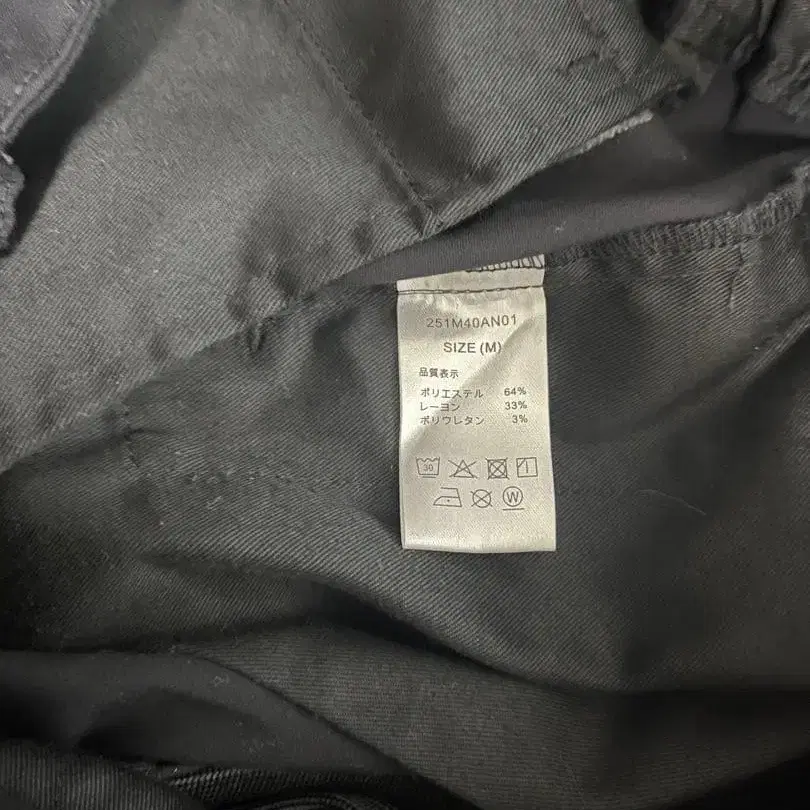 251M40AN01
SIZE (M)
品質表示
ポリエステル 64%
レーヨン 33%
ポリウレタン 3%
30
W